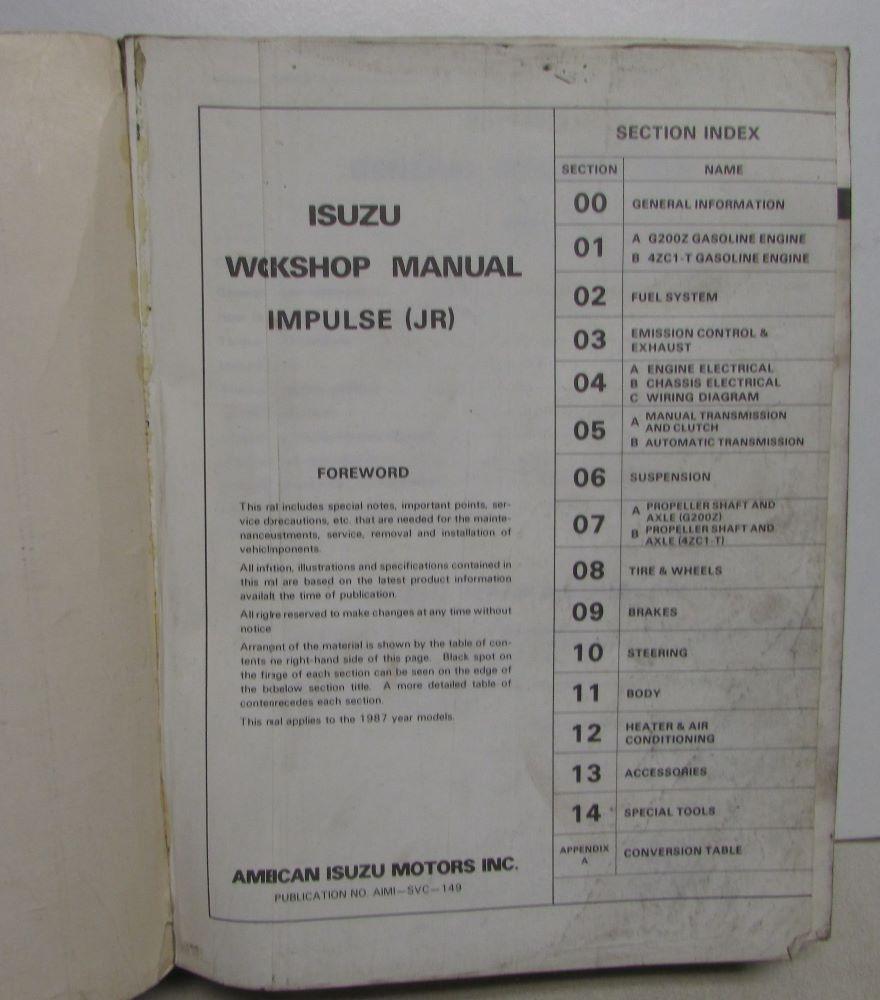 ISUZU
WOKSHOP MANUAL
IMPULSE (JR)
FOREWORD
This ral includes special notes, important points, ser-
vice precautions, etc. that are needed for the mainte-
nanceustments, service, removal and installation of
vehiclmponents.
All infition, illustrations and specifications contained in
this mal are based on the latest product information
availalt the time of publication.
All rigire reserved to make changes at any time without
notice
Arrangnt of the material is shown by the table of con-
tents ne right-hand side of this page. Black spot on
the firage of each section can be seen on the edge of
the bcbelow section title. A more detailed table of
contenrecedes each section.
This nual applies to the 1987 year models.
AMEICAN ISUZU MOTORS INC.
PUBLICATION NO. AIMI-SVC-149
SECTION INDEX
SECTION NAME
00 GENERAL INFORMATION
01 A G200Z GASOLINE ENGINE
B 4ZC1-T GASOLINE ENGINE
02 FUEL SYSTEM
03 EMISSION CONTROL &
EXHAUST
04 A ENGINE ELECTRICAL
B CHASSIS ELECTRICAL
C WIRING DIAGRAM
05 A MANUAL TRANSMISSION
AND CLUTCH
B AUTOMATIC TRANSMISSION
06 SUSPENSION
07 A PROPELLER SHAFT AND
AXLE (G200Z)
B PROPELLER SHAFT AND
AXLE (4ZC1-T)
08 TIRE & WHEELS
09 BRAKES
10 STEERING
11 BODY
12 HEATER & AIR
CONDITIONING
13 ACCESSORIES
14 SPECIAL TOOLS
APPENDIX
A CONVERSION TABLE